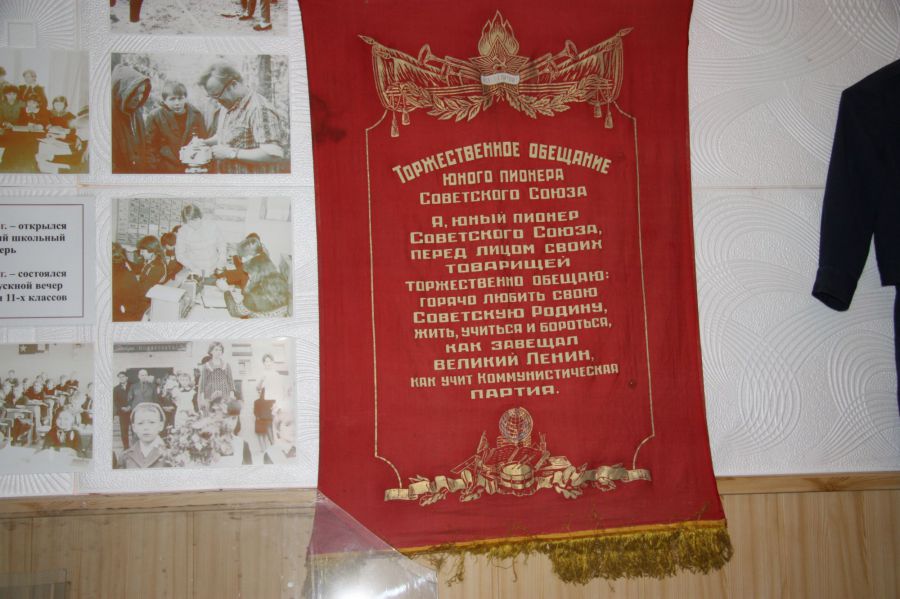 г. – открылся
школьный
г. – состоялся
вечер
11-х классов
Торжественное обещание
юного пионера
Советского Союза
Я, юный пионер
Советского Союза,
перед лицом своих
товарищей
торжественно обещаю:
горячо любить свою
Советскую Родину,
жить, учиться и бороться,
как завещал
великий Ленин,
как учит Коммунистическая
партия.